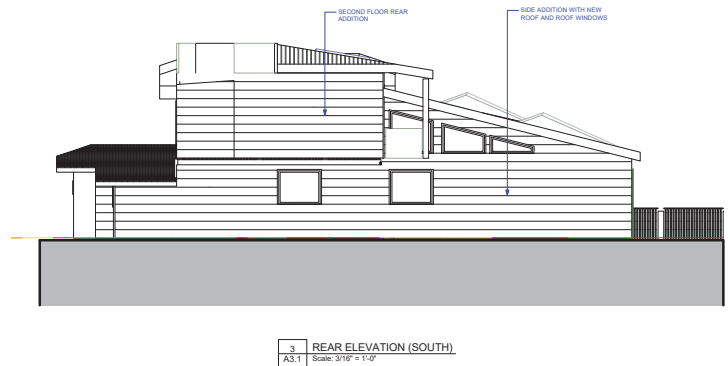 SECOND FLOOR REAR
ADDITION
SIDE ADDITION WITH NEW
ROOF AND ROOF WINDOWS
3
REAR ELEVATION (SOUTH)
A3.1
Scale: 3/16" = 1'-0"